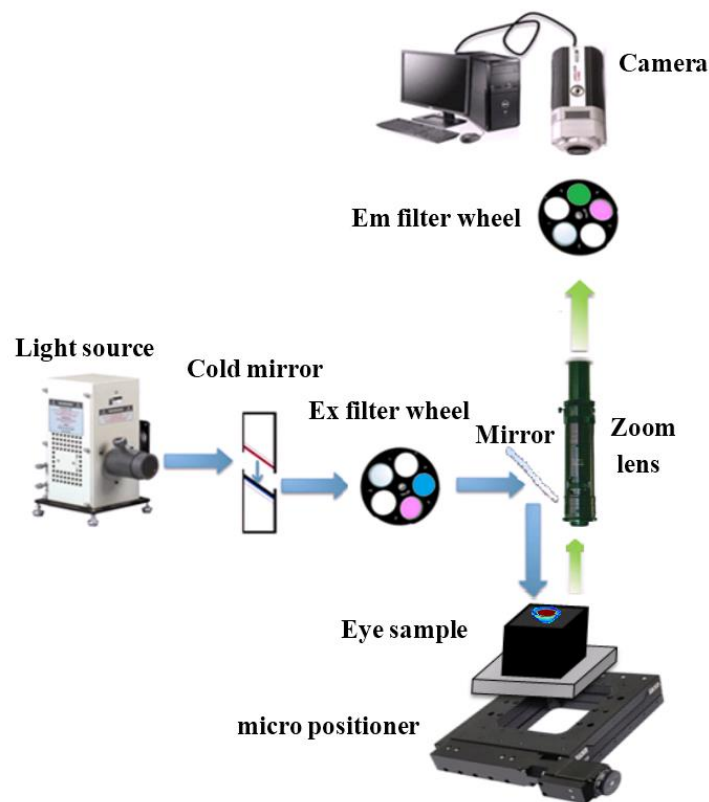 Camera
Em filter wheel
Light source
Cold mirror
Ex filter wheel
Mirror
Zoom
lens
Eye sample
micro positioner